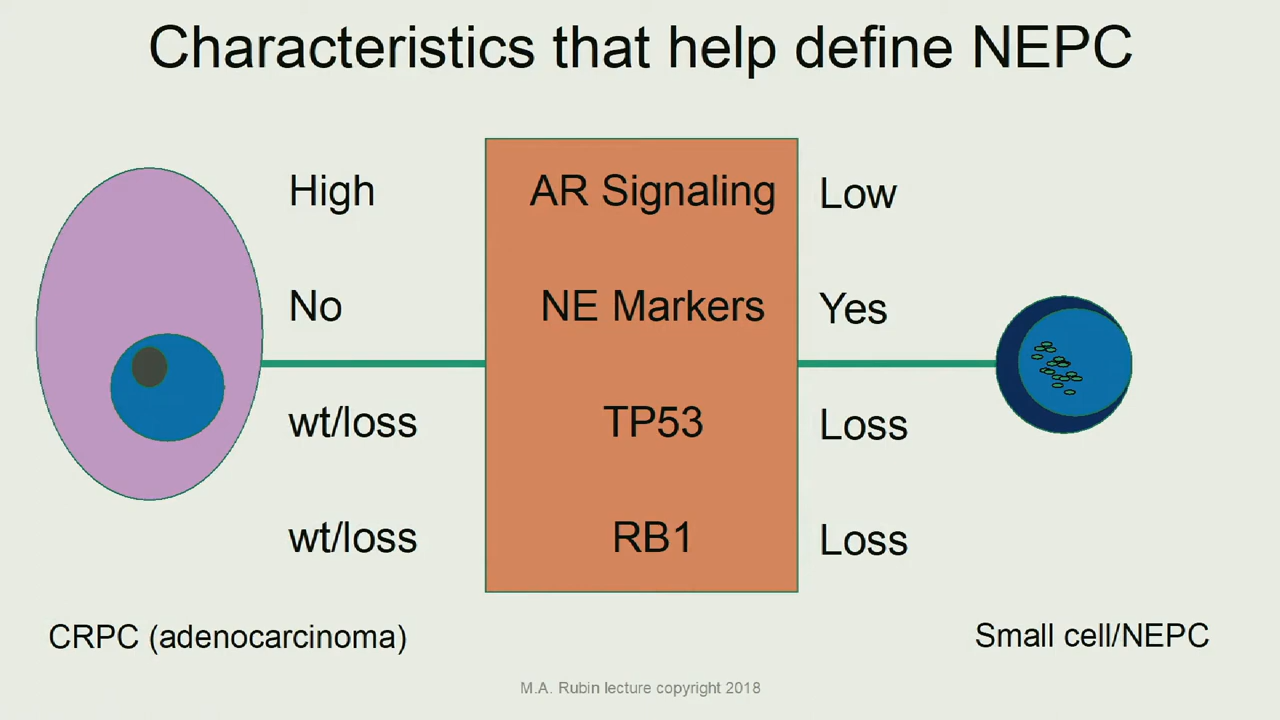 Characteristics that help define NEPC
High AR Signaling Low
No NE Markers Yes
wt/loss TP53 Loss
wt/loss RB1 Loss
CRPC (adenocarcinoma) Small cell/NEPC
M.A. Rubin lecture copyright 2018